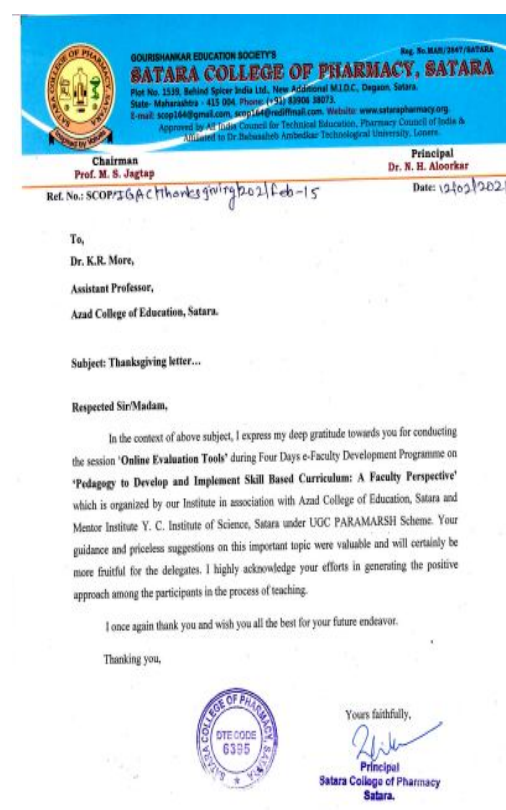 GOURISHANKAR EDUCATION SOCIETY'S
Reg. No.MAH/2647/SATARA
SATARA COLLEGE OF PHARMACY, SATARA
Plot No. 1539, Behind Spicer India Ltd., New Additional M.I.D.C., Degaon, Satara.
State- Maharashtra - 415 004. Phone: (+91) 83906 38073.
E-mail: scop164@gmail.com, scop164@rediffmail.com. Website: www.satarapharmacy.org.
Approved by All India Council for Technical Education, Pharmacy Council of India &
Affiliated to Dr.Babasaheb Ambedkar Technological University, Lonere.
SATARA COLLEGE OF PHARMACY, SATARA
Inspired by Values
Chairman
Prof. M. S. Jagtap
Principal
Dr. N. H. Aloorkar
Ref. No.: SCOP/IQAC/Thanksgiving/2021/Feb-15
Date: 12/02/2021
To,
Dr. K.R. More,
Assistant Professor,
Azad College of Education, Satara.
Subject: Thanksgiving letter…
Respected Sir/Madam,
In the context of above subject, I express my deep gratitude towards you for conducting
the session 'Online Evaluation Tools' during Four Days e-Faculty Development Programme on
'Pedagogy to Develop and Implement Skill Based Curriculum: A Faculty Perspective'
which is organized by our Institute in association with Azad College of Education, Satara and
Mentor Institute Y. C. Institute of Science, Satara under UGC PARAMARSH Scheme. Your
guidance and priceless suggestions on this important topic were valuable and will certainly be
more fruitful for the delegates. I highly acknowledge your efforts in generating the positive
approach among the participants in the process of teaching.
I once again thank you and wish you all the best for your future endeavor.
Thanking you,
SATARA COLLEGE OF PHARMACY, SATARA
DTE CODE
6395
Yours faithfully,
Principal
Satara College of Pharmacy
Satara.